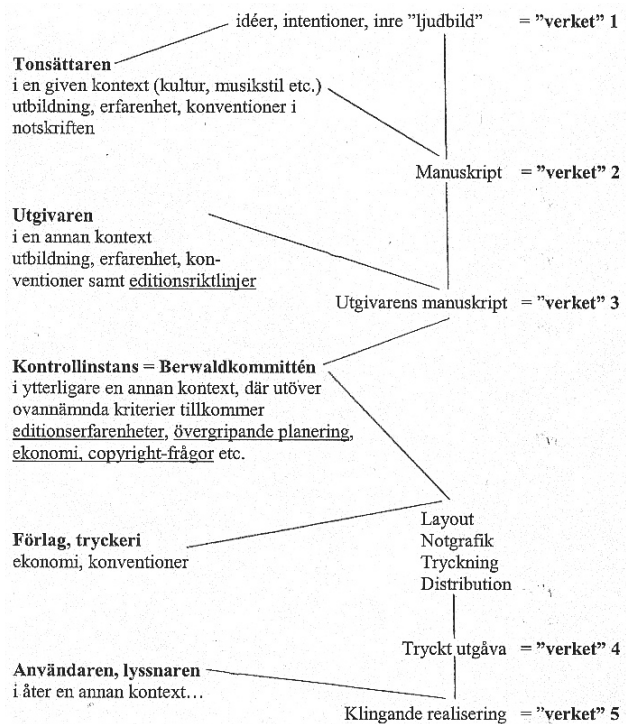 idéer, intentioner, inre ”ljudbild” = ”verket” 1
Tonsättaren
i en given kontext (kultur, musikstil etc.)
utbildning, erfarenhet, konventioner i
notskriften
Manuskript = ”verket” 2
Utgivaren
i en annan kontext
utbildning, erfarenhet, kon-
ventioner samt editionsriktlinjer
Utgivarens manuskript = ”verket” 3
Kontrollinstans = Berwaldkommittén
i ytterligare en annan kontext, där utöver
ovannämnda kriterier tillkommer
editionserfarenheter, övergripande planering,
ekonomi, copyright-frågor etc.
Layout
Notgrafik
Tryckning
Distribution
Förlag, tryckeri
ekonomi, konventioner
Tryckt utgåva = ”verket” 4
Användaren, lyssnaren
i åter en annan kontext…
Klingande realisering = ”verket” 5